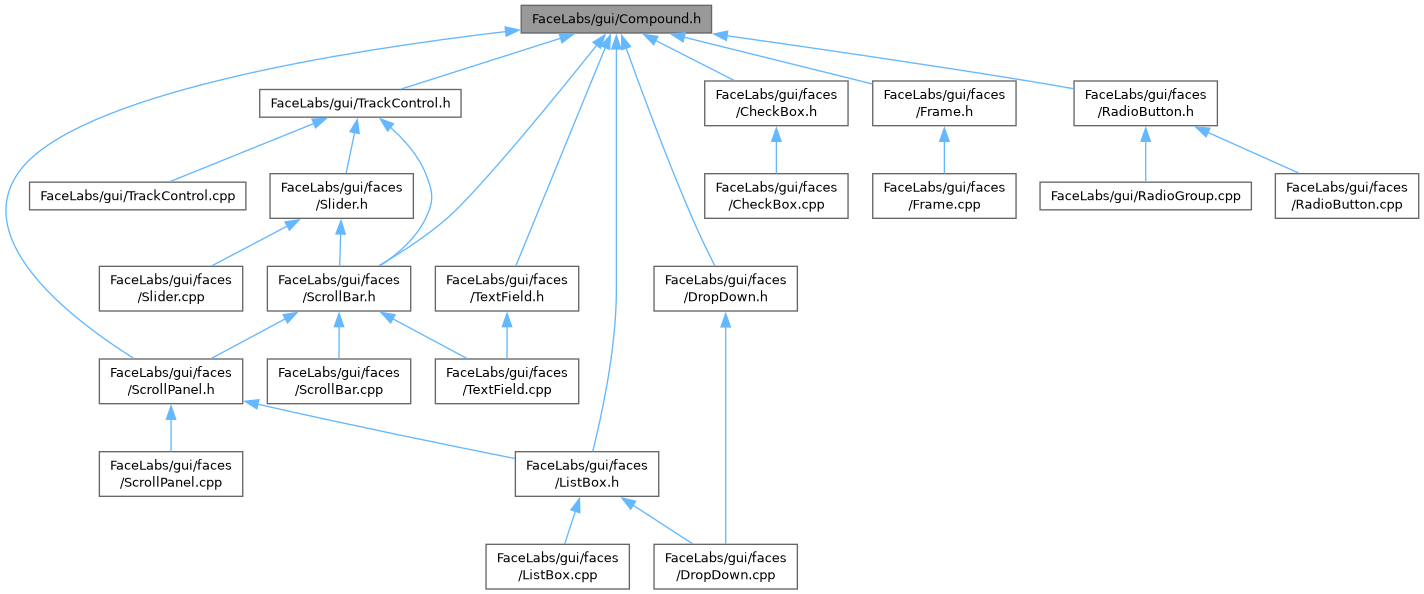 FaceLabs/gui/Compound.h
FaceLabs/gui/TrackControl.h
FaceLabs/gui/faces
/CheckBox.h
FaceLabs/gui/faces
/Frame.h
FaceLabs/gui/faces
/RadioButton.h
FaceLabs/gui/TrackControl.cpp
FaceLabs/gui/faces
/Slider.h
FaceLabs/gui/faces
/CheckBox.cpp
FaceLabs/gui/faces
/Frame.cpp
FaceLabs/gui/RadioGroup.cpp
FaceLabs/gui/faces
/RadioButton.cpp
FaceLabs/gui/faces
/Slider.cpp
FaceLabs/gui/faces
/ScrollBar.h
FaceLabs/gui/faces
/TextField.h
FaceLabs/gui/faces
/DropDown.h
FaceLabs/gui/faces
/ScrollPanel.h
FaceLabs/gui/faces
/ScrollBar.cpp
FaceLabs/gui/faces
/TextField.cpp
FaceLabs/gui/faces
/ScrollPanel.cpp
FaceLabs/gui/faces
/ListBox.h
FaceLabs/gui/faces
/ListBox.cpp
FaceLabs/gui/faces
/DropDown.cpp